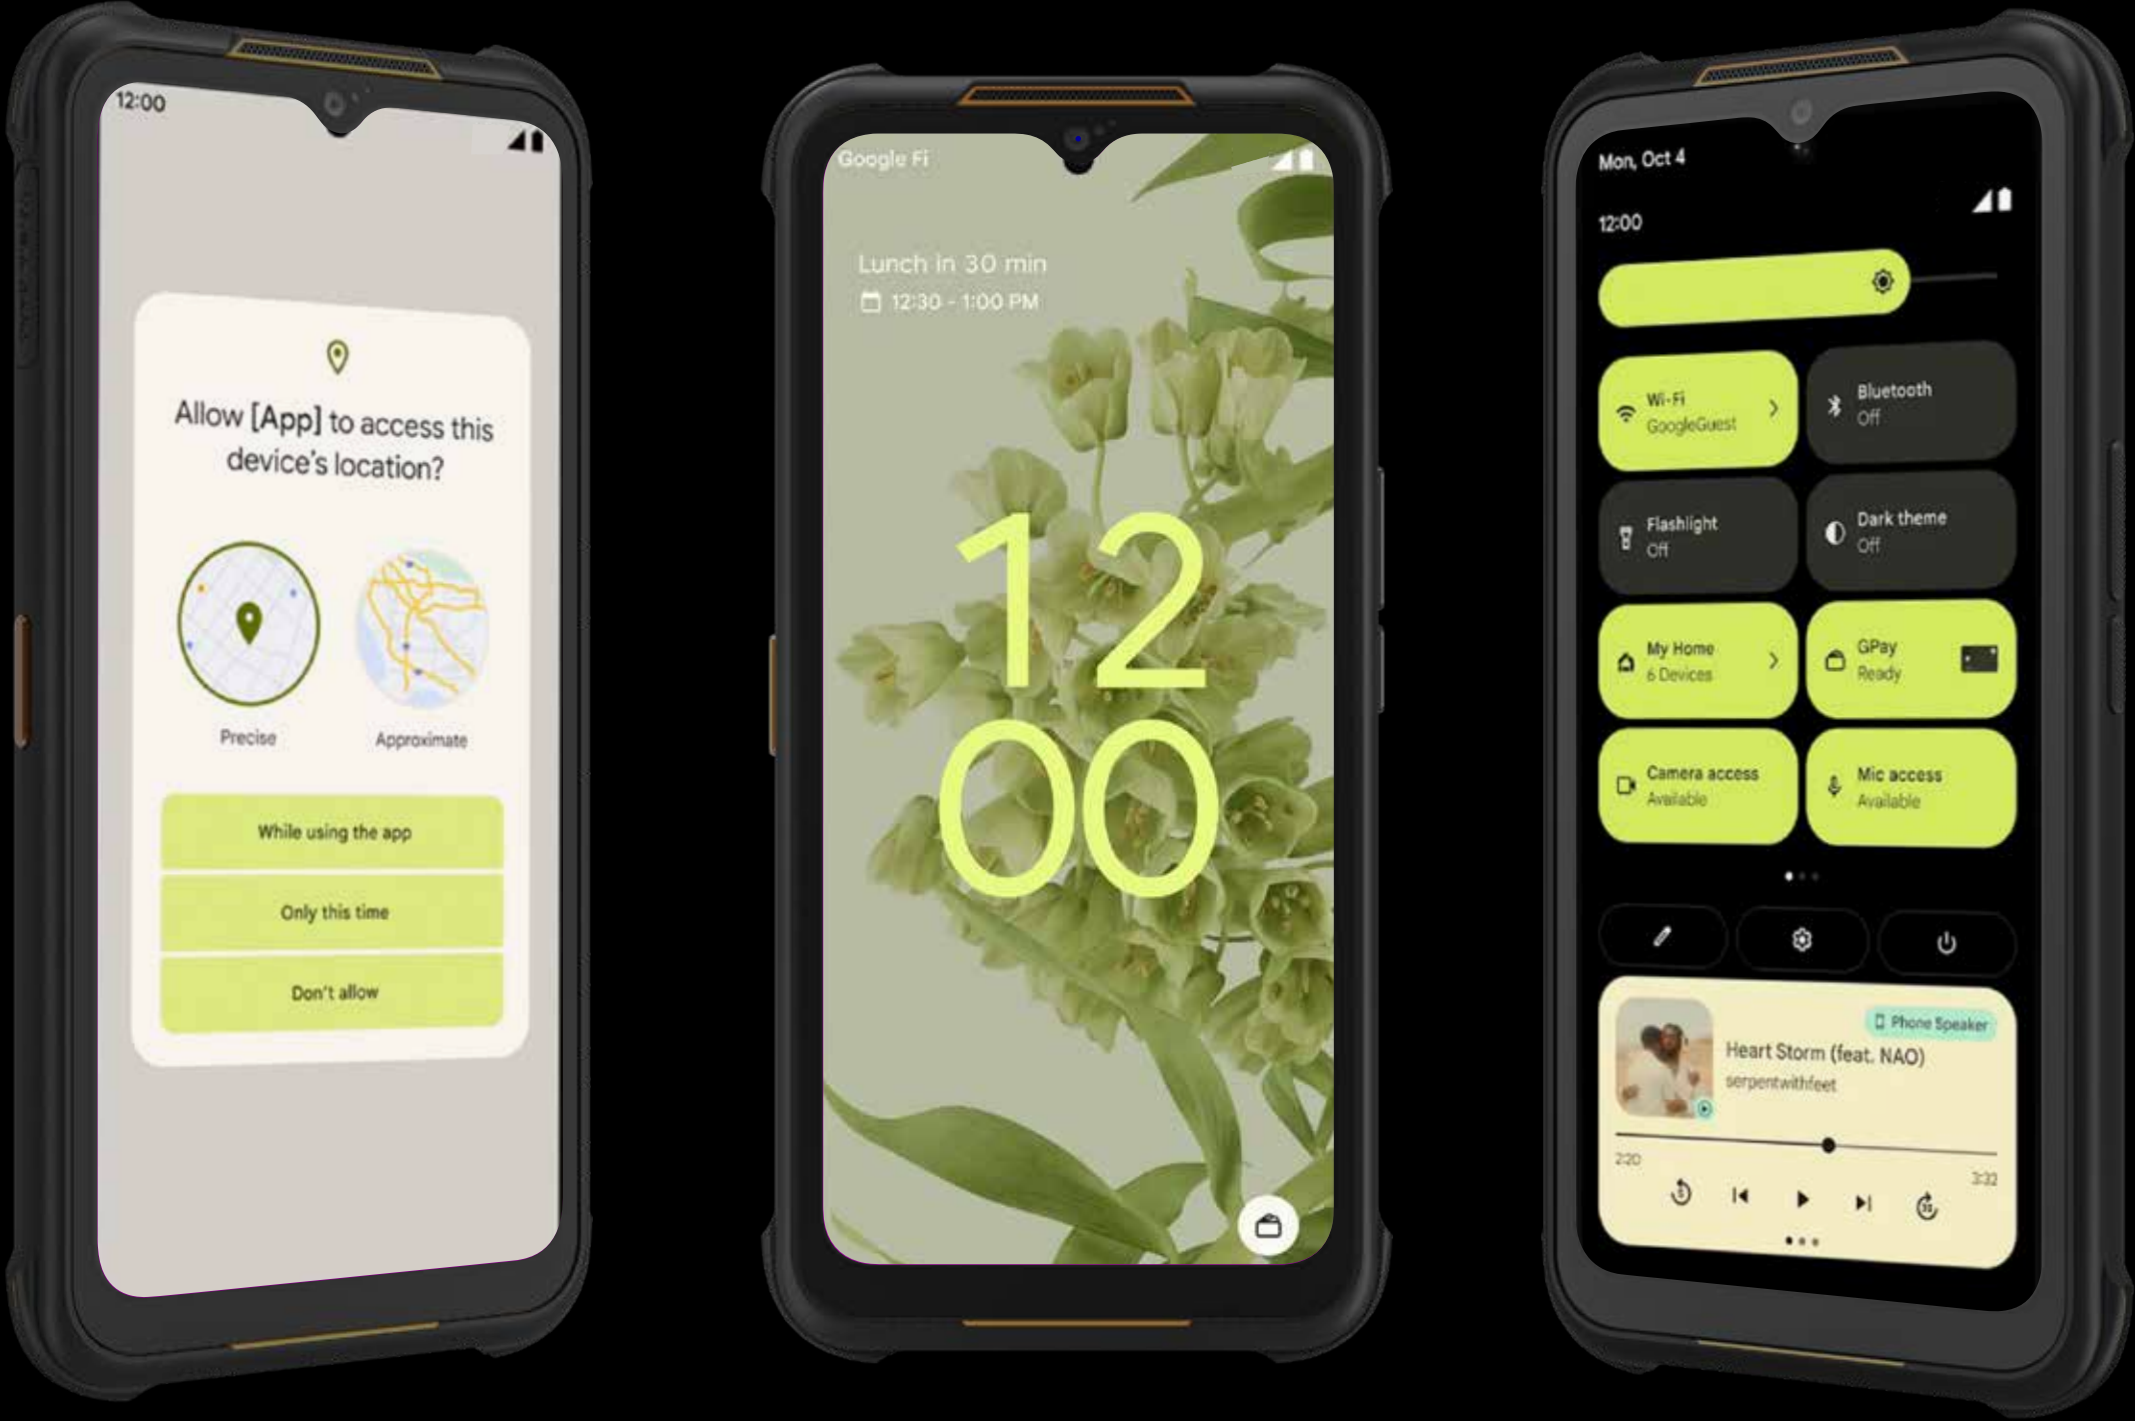 12:00
Allow [App] to access this
device's location?
Precise
Approximate
While using the app
Only this time
Don't allow
Google Fi
Lunch in 30 min
12:30 - 1:00 PM
12
00
Mon, Oct 4
12:00
Wi-Fi
GoogleGuest
Bluetooth
Off
Flashlight
Off
Dark theme
Off
My Home
6 Devices
GPay
Ready
Camera access
Available
Mic access
Available
Phone Speaker
Heart Storm (feat. NAO)
serpentwithfeet
2:20
3:32